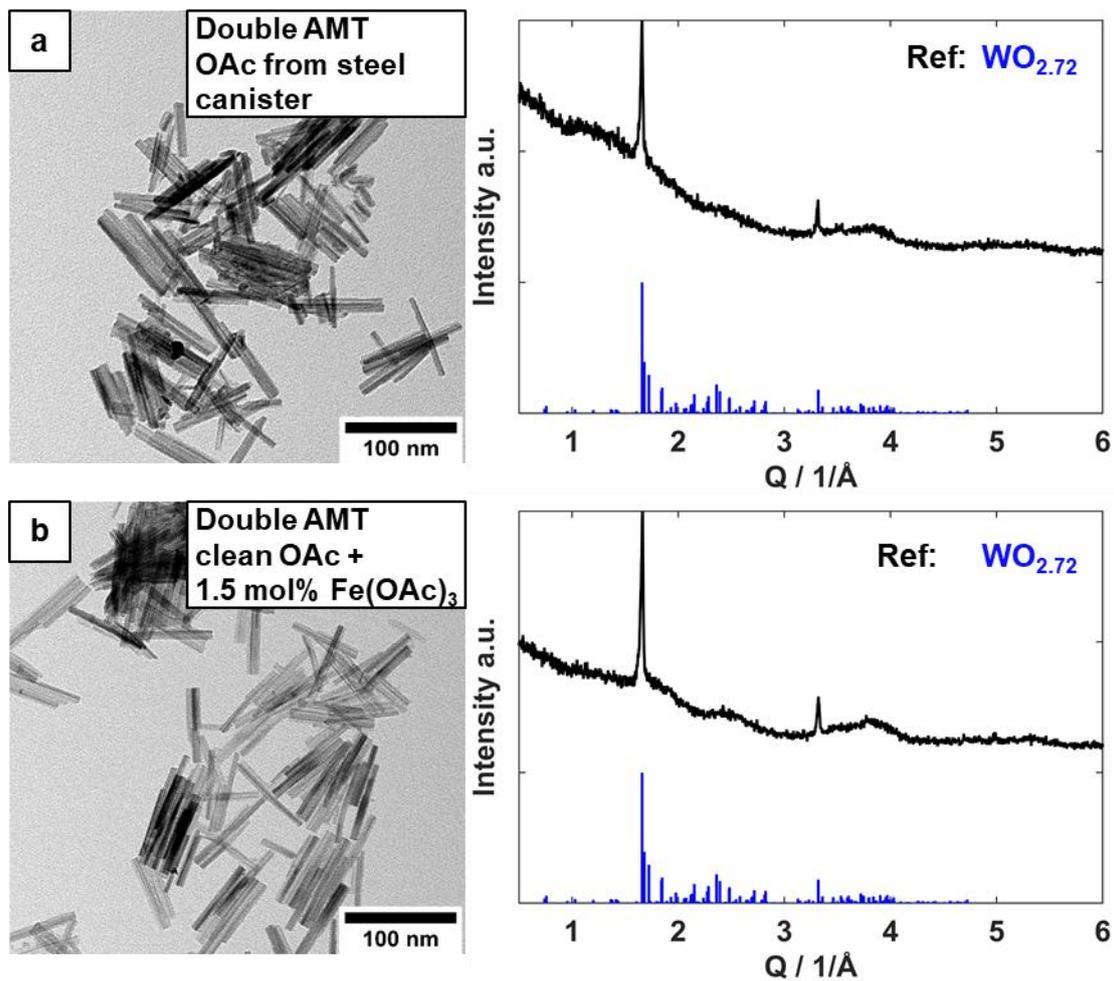 a
Double AMT
OAc from steel
canister
100 nm
Intensity a.u.
Ref: WO2.72
1 2 3 4 5 6
Q / 1/Å
b
Double AMT
clean OAc +
1.5 mol% Fe(OAc)3
100 nm
Intensity a.u.
Ref: WO2.72
1 2 3 4 5 6
Q / 1/Å